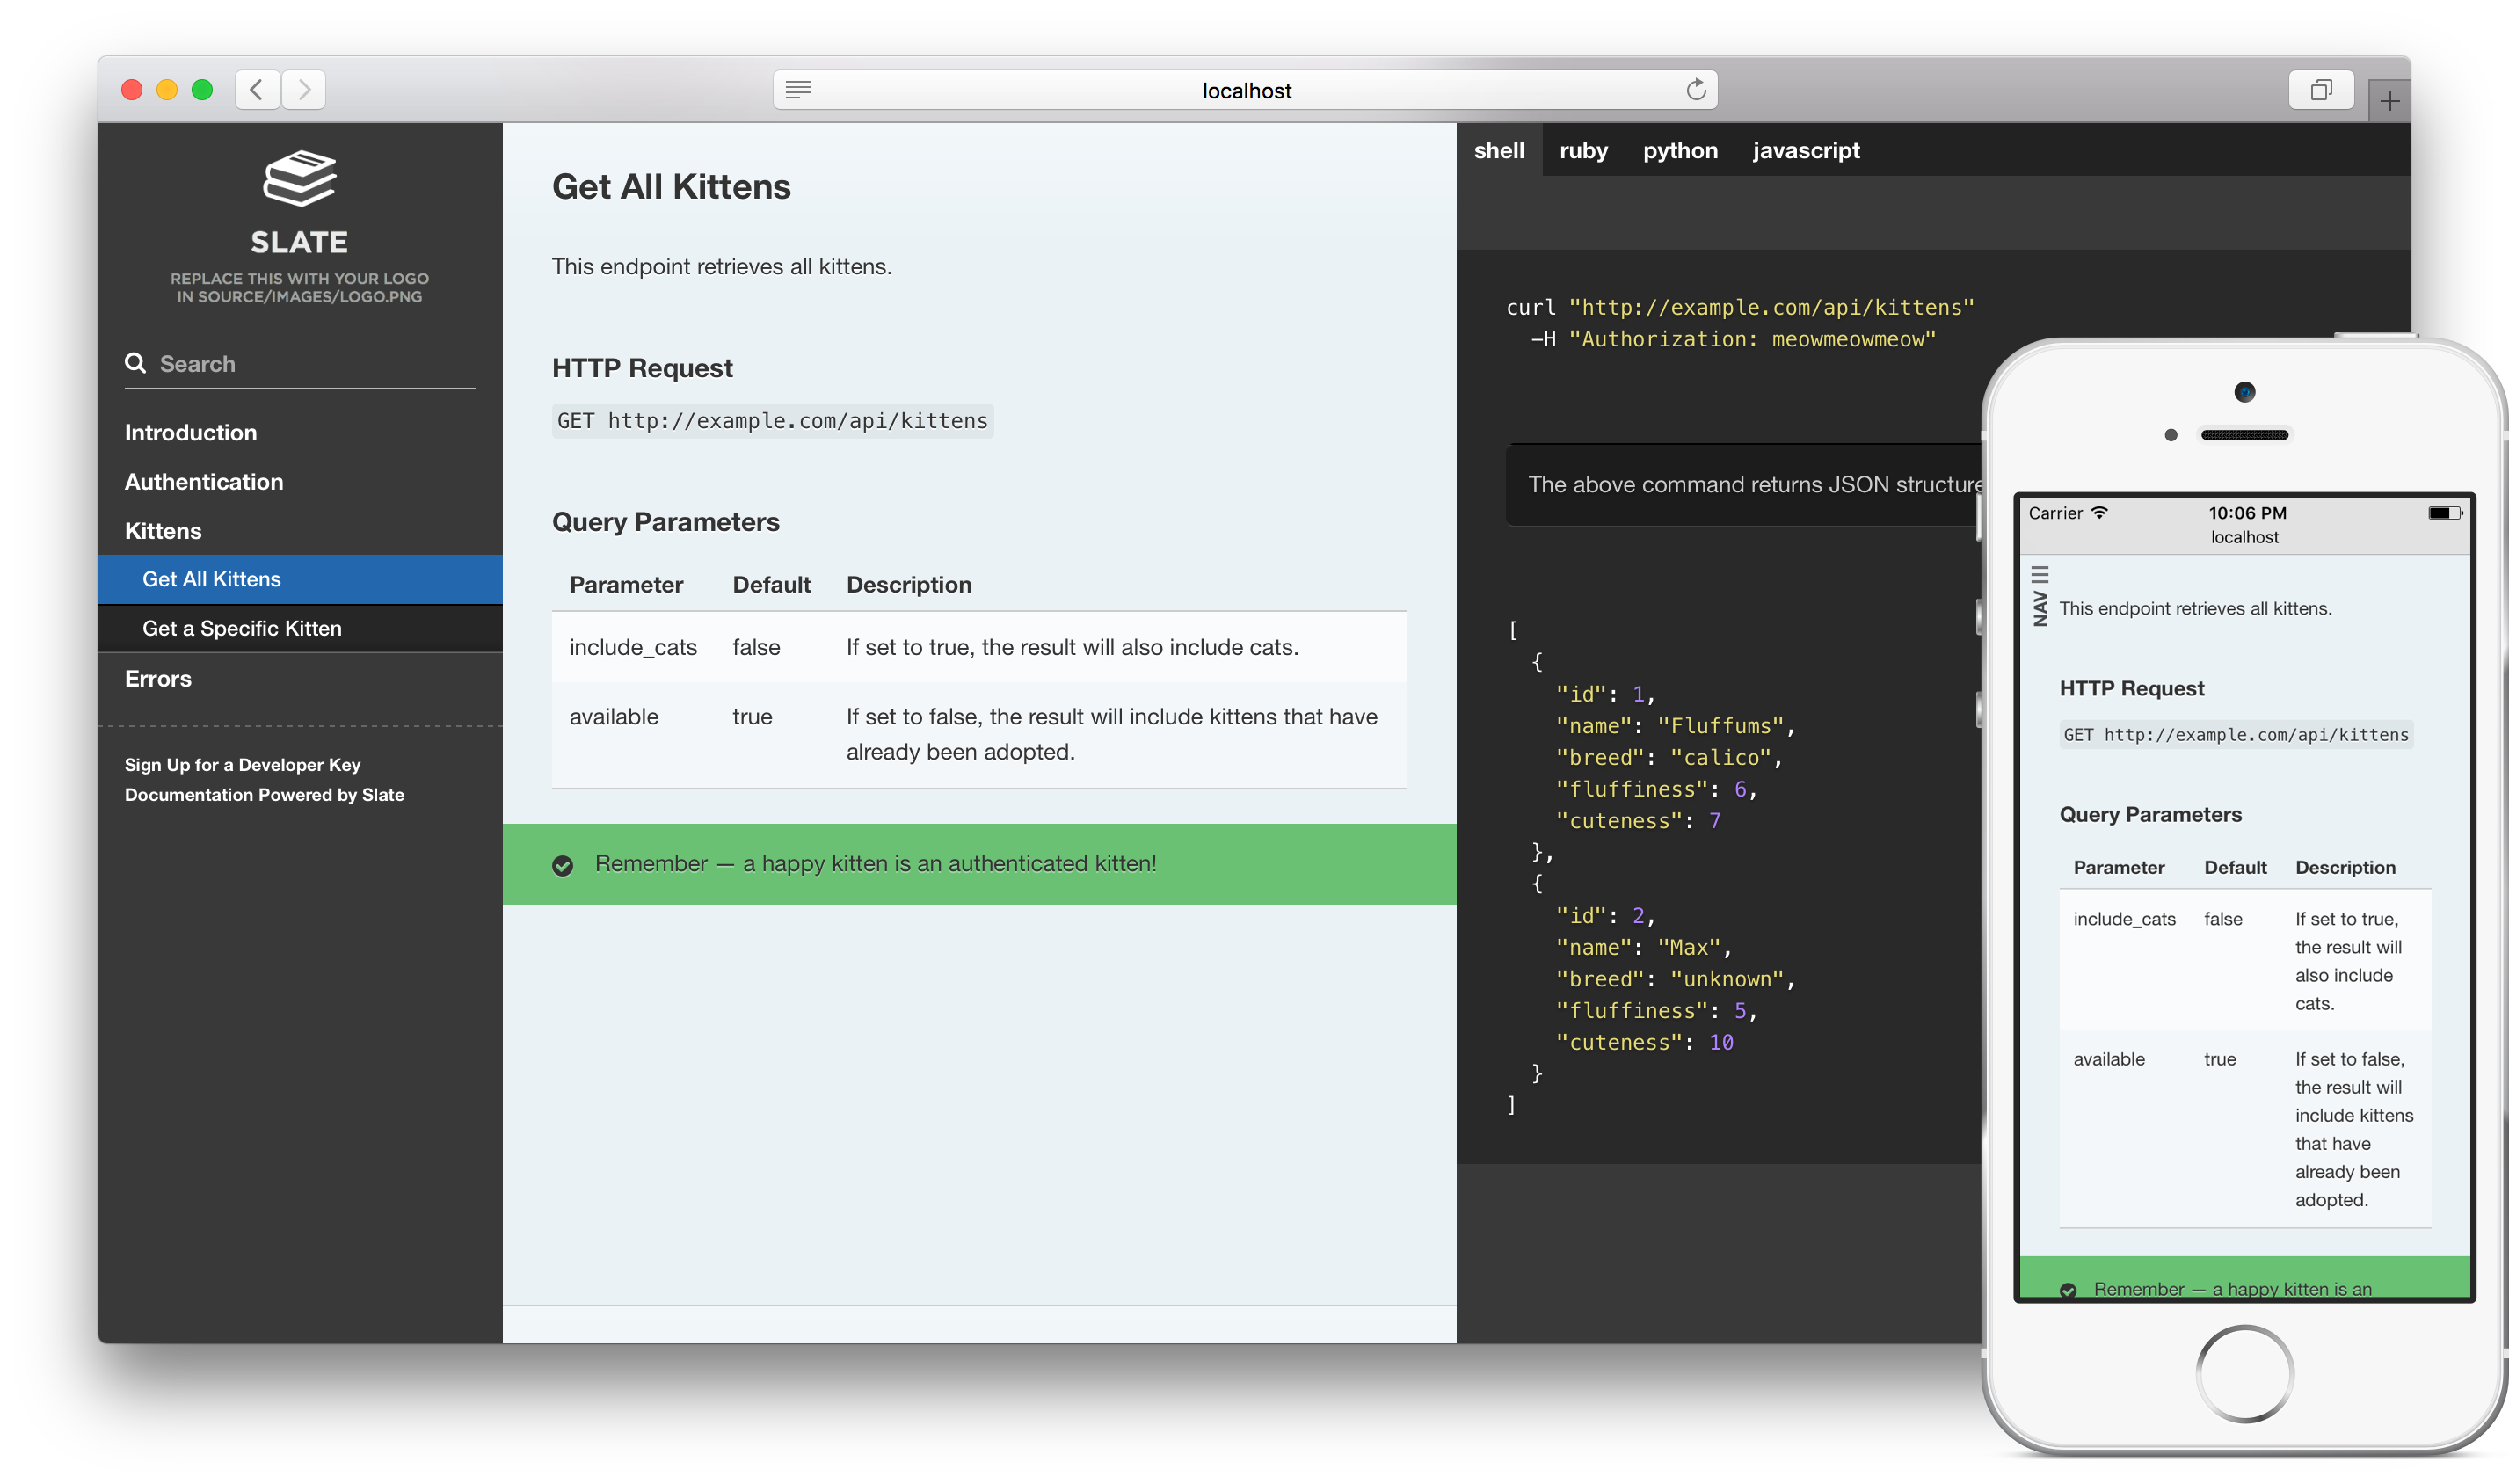 localhost
SLATE
REPLACE THIS WITH YOUR LOGO
IN SOURCE/IMAGES/LOGO.PNG
Search
Introduction
Authentication
Kittens
Get All Kittens
Get a Specific Kitten
Errors
Sign Up for a Developer Key
Documentation Powered by Slate
Get All Kittens
This endpoint retrieves all kittens.
HTTP Request
GET http://example.com/api/kittens
Query Parameters
Parameter Default Description
include_cats false If set to true, the result will also include cats.
available true If set to false, the result will include kittens that have
already been adopted.
Remember — a happy kitten is an authenticated kitten!
shell ruby python javascript
curl "http://example.com/api/kittens"
  -H "Authorization: meowmeowmeow"
The above command returns JSON structure
[
  {
    "id": 1,
    "name": "Fluffums",
    "breed": "calico",
    "fluffiness": 6,
    "cuteness": 7
  },
  {
    "id": 2,
    "name": "Max",
    "breed": "unknown",
    "fluffiness": 5,
    "cuteness": 10
  }
]
Carrier 10:06 PM
localhost
NAV
This endpoint retrieves all kittens.
HTTP Request
GET http://example.com/api/kittens
Query Parameters
Parameter Default Description
include_cats false If set to true,
the result will
also include
cats.
available true If set to false,
the result will
include kittens
that have
already been
adopted.
Remember — a happy kitten is an